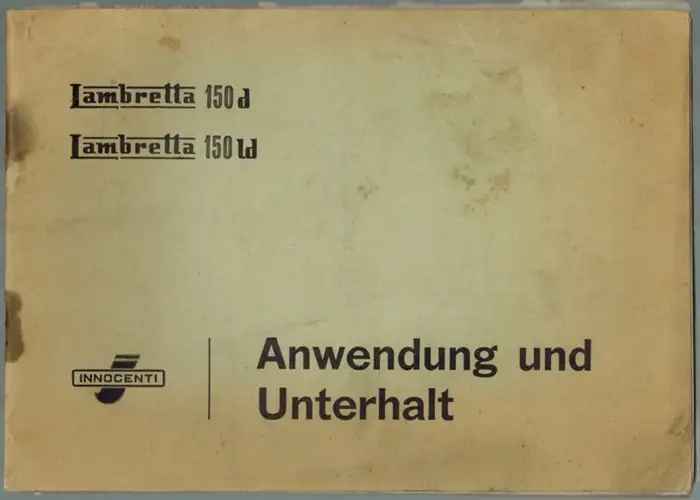 Lambretta 150 d
Lambretta 150 ld
INNOCENTI
Anwendung und
Unterhalt